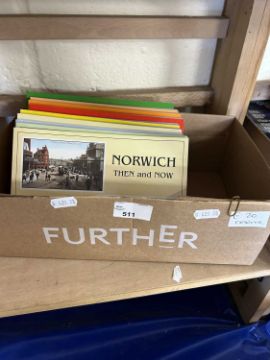 NORWICH
THEN and NOW
511
FURTHER